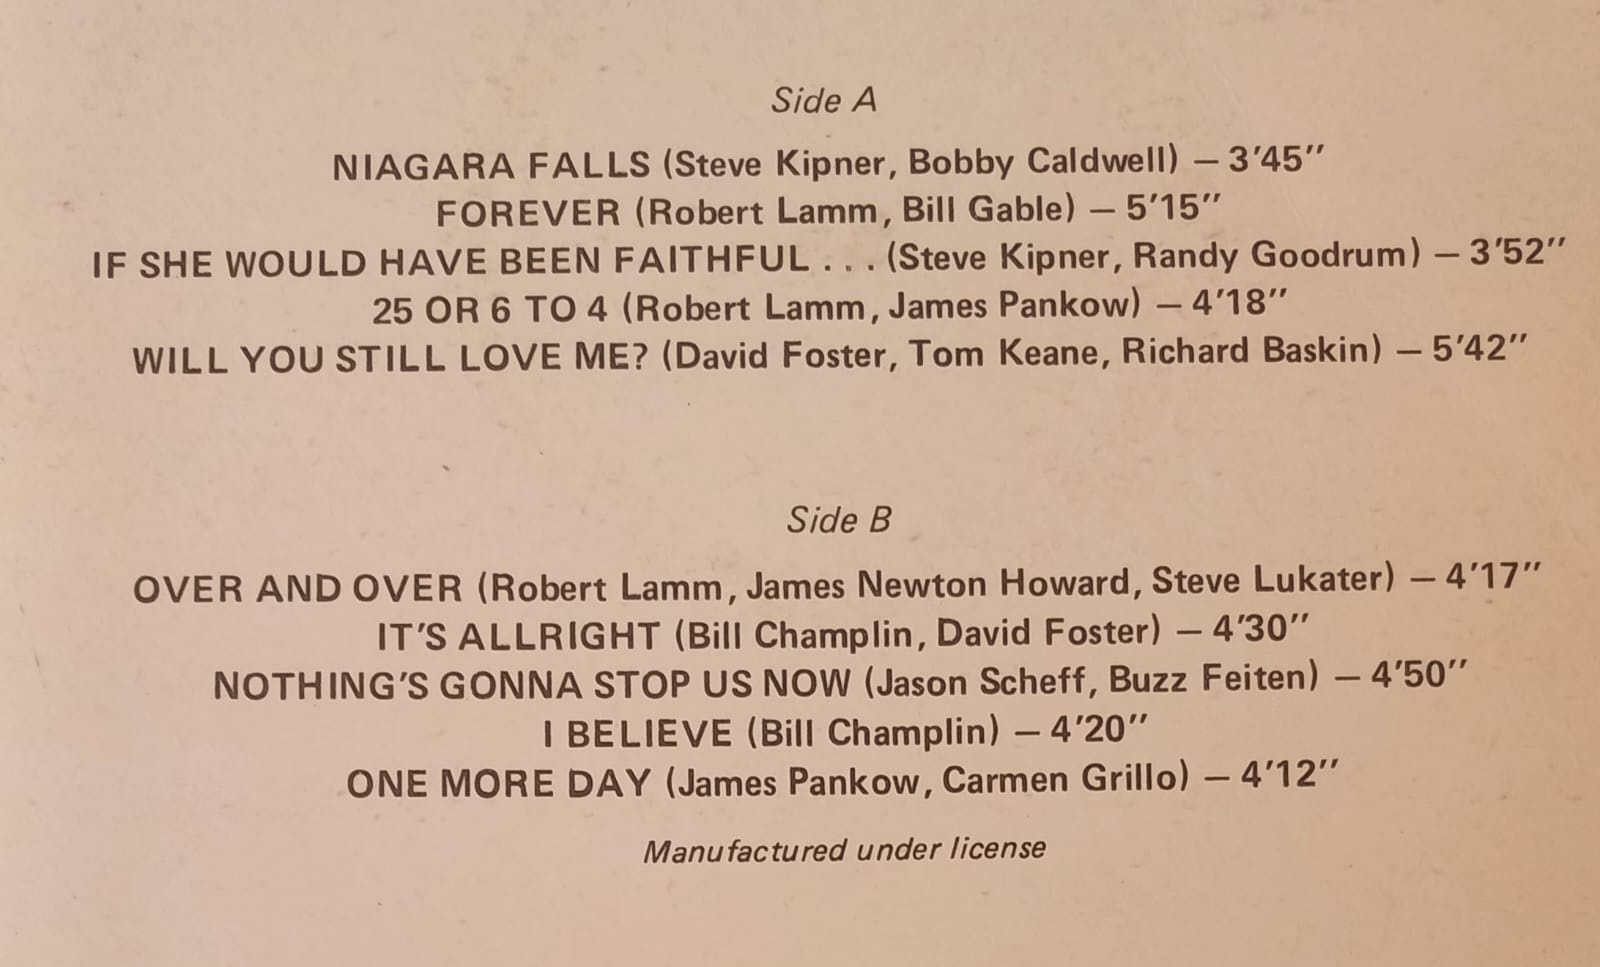 Side A
NIAGARA FALLS (Steve Kipner, Bobby Caldwell) – 3'45''
FOREVER (Robert Lamm, Bill Gable) – 5'15''
IF SHE WOULD HAVE BEEN FAITHFUL . . . (Steve Kipner, Randy Goodrum) – 3'52''
25 OR 6 TO 4 (Robert Lamm, James Pankow) – 4'18''
WILL YOU STILL LOVE ME? (David Foster, Tom Keane, Richard Baskin) – 5'42''
Side B
OVER AND OVER (Robert Lamm, James Newton Howard, Steve Lukater) – 4'17''
IT'S ALLRIGHT (Bill Champlin, David Foster) – 4'30''
NOTHING'S GONNA STOP US NOW (Jason Scheff, Buzz Feiten) – 4'50''
I BELIEVE (Bill Champlin) – 4'20''
ONE MORE DAY (James Pankow, Carmen Grillo) – 4'12''
Manufactured under license